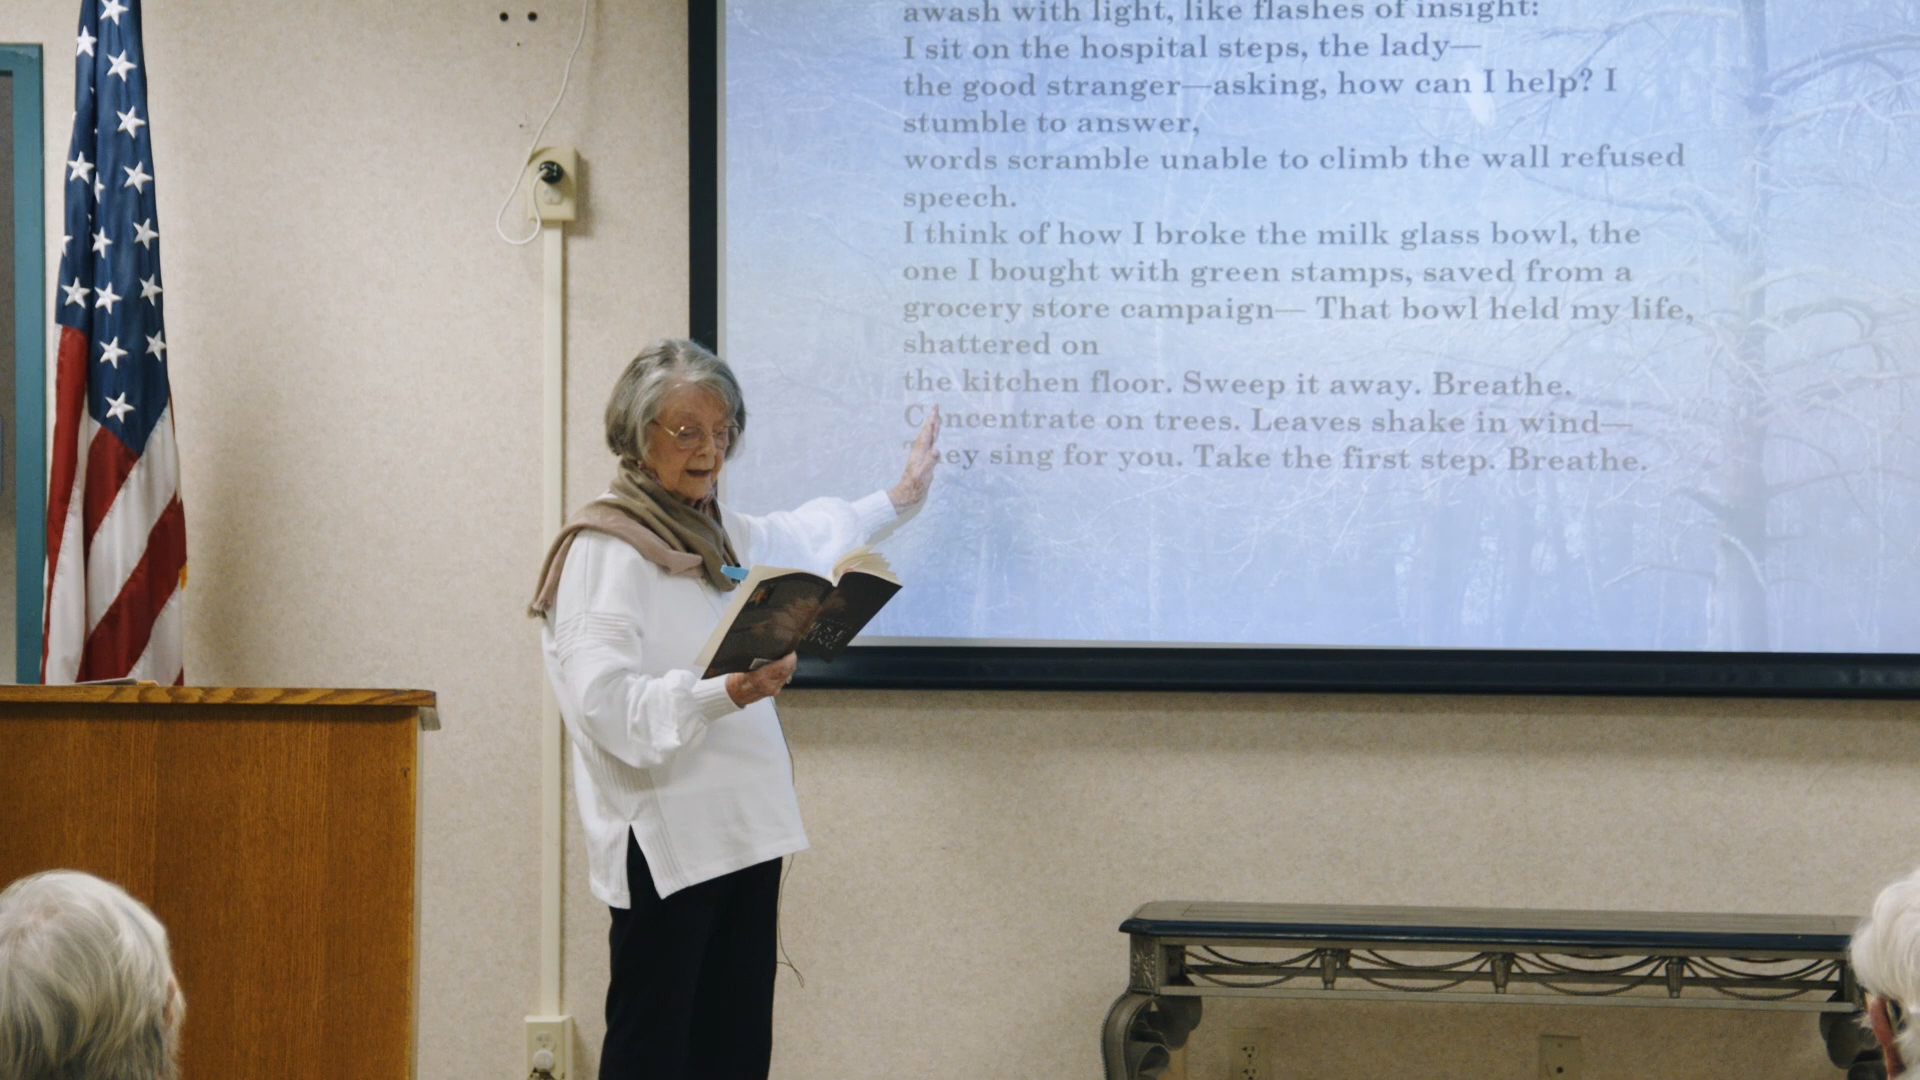 awash with light, like flashes of insight:
I sit on the hospital steps, the lady—
the good stranger—asking, how can I help? I
stumble to answer,
words scramble unable to climb the wall refused
speech.
I think of how I broke the milk glass bowl, the
one I bought with green stamps, saved from a
grocery store campaign— That bowl held my life,
shattered on
the kitchen floor. Sweep it away. Breathe.
Concentrate on trees. Leaves shake in wind—
They sing for you. Take the first step. Breathe.